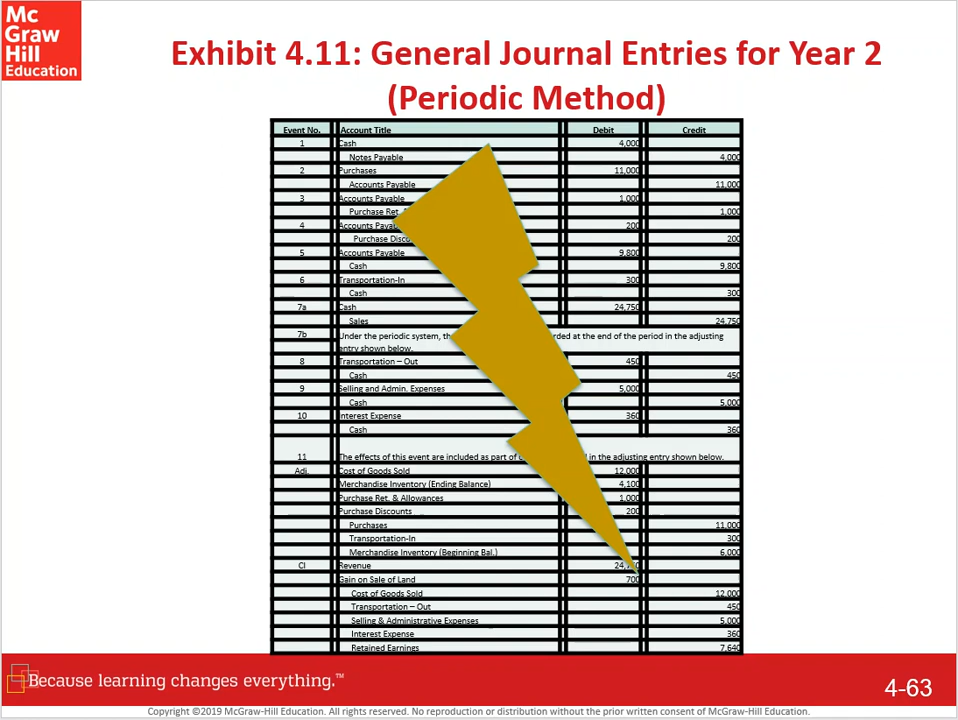 Mc
Graw
Hill
Education
Exhibit 4.11: General Journal Entries for Year 2
(Periodic Method)
Event No. Account Title Debit Credit
1 Cash 4,000
Notes Payable 4,000
2 Purchases 11,000
Accounts Payable 11,000
3 Accounts Payable 1,000
Purchase Ret. 1,000
4 Accounts 200
Purchase 200
5 Accounts Payable 9,800
Cash 9,800
6 Transportation-In 300
Cash 300
7a Cash 24,750
Sales 24,750
7b Under the periodic system, at the end of the period in the adjusting
entry shown below.
8 Transportation – Out 450
Cash 450
9 Selling and Admin. Expenses 5,000
Cash 5,000
10 Interest Expense 360
Cash 360
11 The effects of this event are included as part of in the adjusting entry shown below.
Adj. Cost of Goods Sold 12,000
Merchandise Inventory (Ending Balance) 4,100
Purchase Ret. & Allowances 1,000
Purchase Discounts 200
Purchases 11,000
Transportation-In 300
Merchandise Inventory (Beginning Bal.) 6,000
Cl Revenue
Gain on Sale of Land 700
Cost of Goods Sold 12,000
Transportation – Out 450
Selling & Administrative Expenses 5,000
Interest Expense 360
Retained Earnings 7,640
Because learning changes everything.™
4-63
Copyright ©2019 McGraw-Hill Education. All rights reserved. No reproduction or distribution without the prior written consent of McGraw-Hill Education.